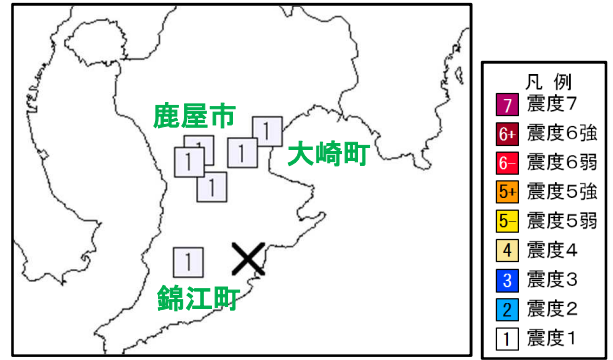 鹿屋市
1
大崎町
1
1
1
1
1
錦江町
凡 例
7 震度7
6+ 震度6強
6- 震度6弱
5+ 震度5強
5- 震度5弱
4 震度4
3 震度3
2 震度2
1 震度1